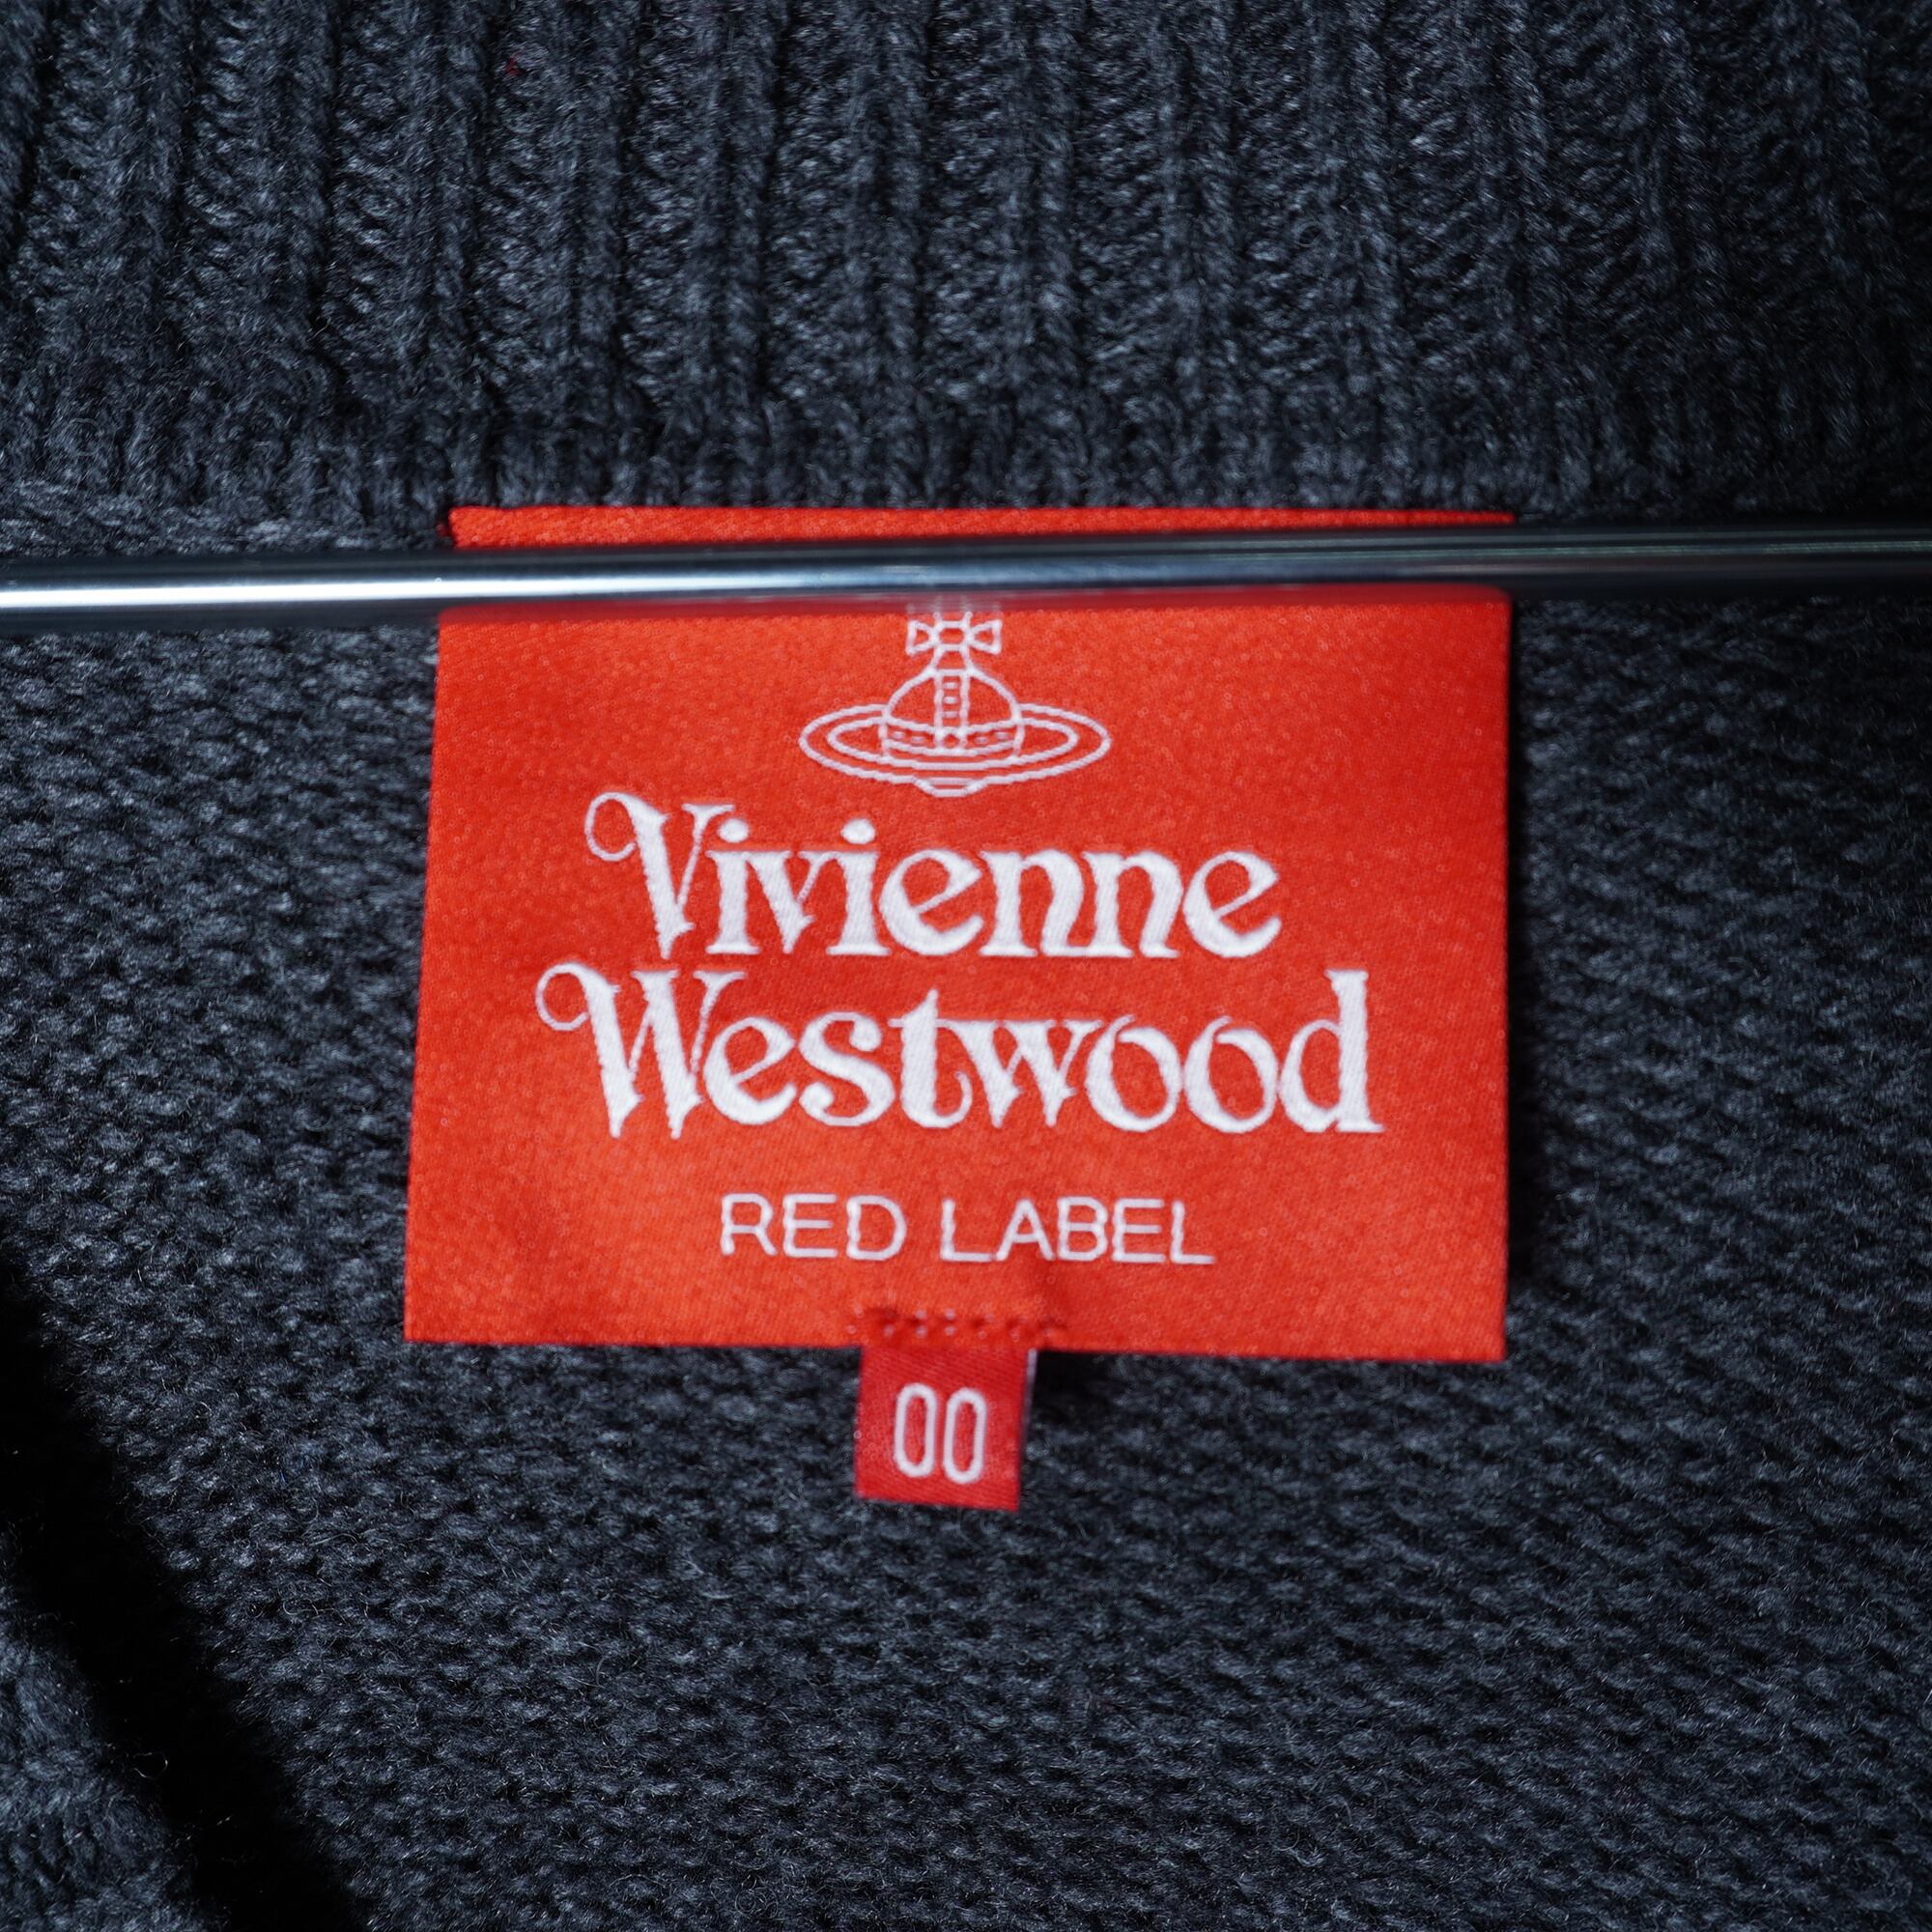 Vivienne
Westwood
RED LABEL
00